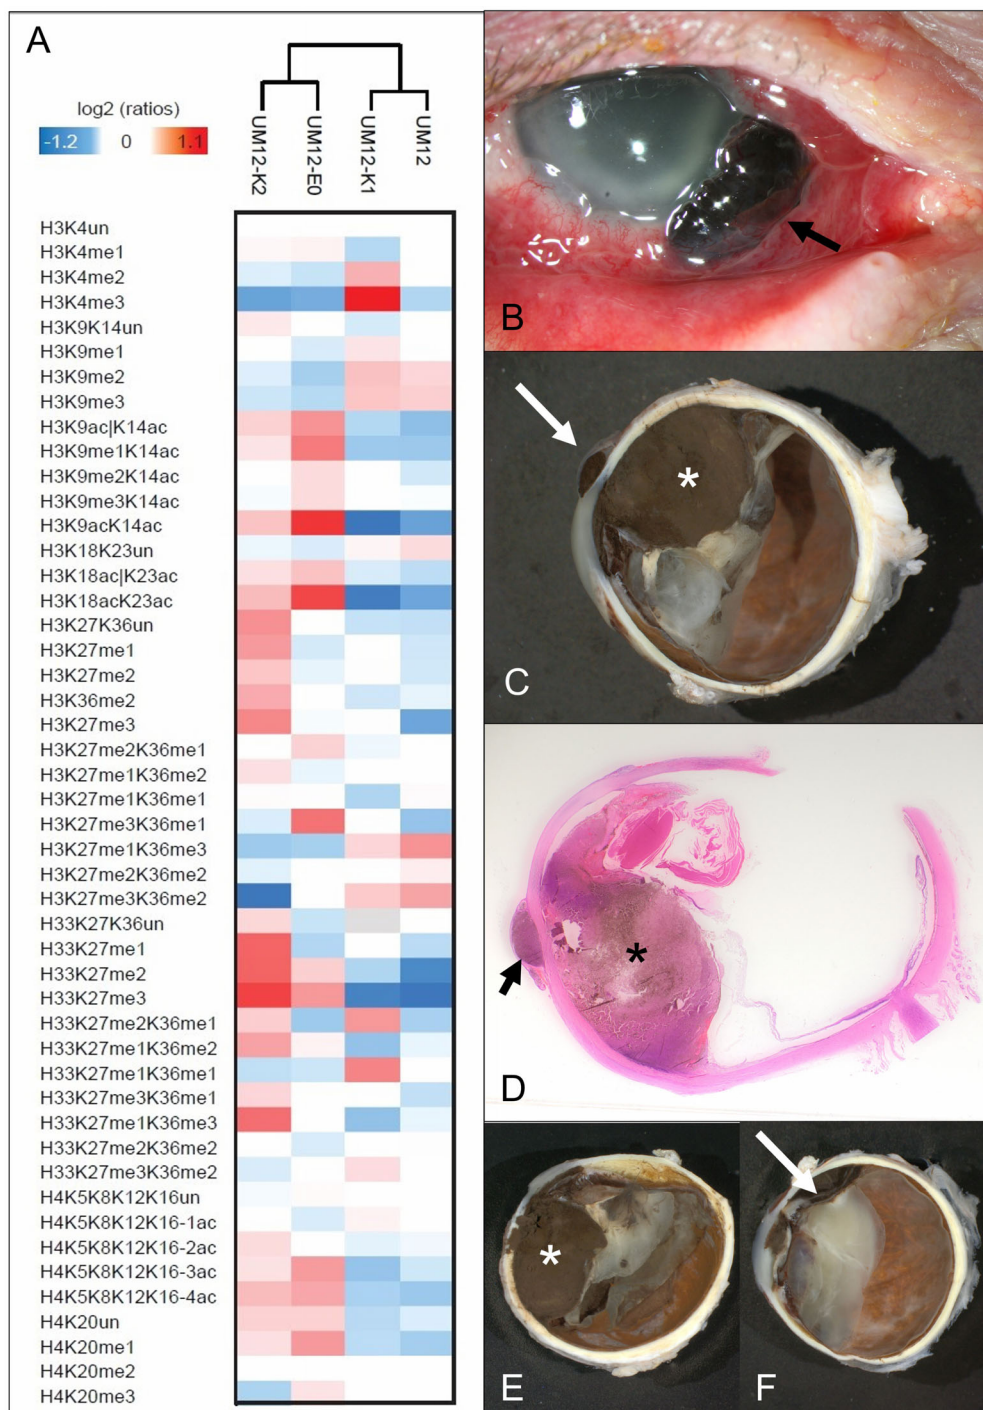 A
log2 (ratios)
-1.2 0 1.1
UM12-K2 UM12-E0 UM12-K1 UM12
H3K4un
H3K4me1
H3K4me2
H3K4me3
H3K9K14un
H3K9me1
H3K9me2
H3K9me3
H3K9ac|K14ac
H3K9me1K14ac
H3K9me2K14ac
H3K9me3K14ac
H3K9acK14ac
H3K18K23un
H3K18ac|K23ac
H3K18acK23ac
H3K27K36un
H3K27me1
H3K27me2
H3K36me2
H3K27me3
H3K27me2K36me1
H3K27me1K36me2
H3K27me1K36me1
H3K27me3K36me1
H3K27me1K36me3
H3K27me2K36me2
H3K27me3K36me2
H33K27K36un
H33K27me1
H33K27me2
H33K27me3
H33K27me2K36me1
H33K27me1K36me2
H33K27me1K36me1
H33K27me3K36me1
H33K27me1K36me3
H33K27me2K36me2
H33K27me3K36me2
H4K5K8K12K16un
H4K5K8K12K16-1ac
H4K5K8K12K16-2ac
H4K5K8K12K16-3ac
H4K5K8K12K16-4ac
H4K20un
H4K20me1
H4K20me2
H4K20me3
B
*
C
*
D
*
E
F